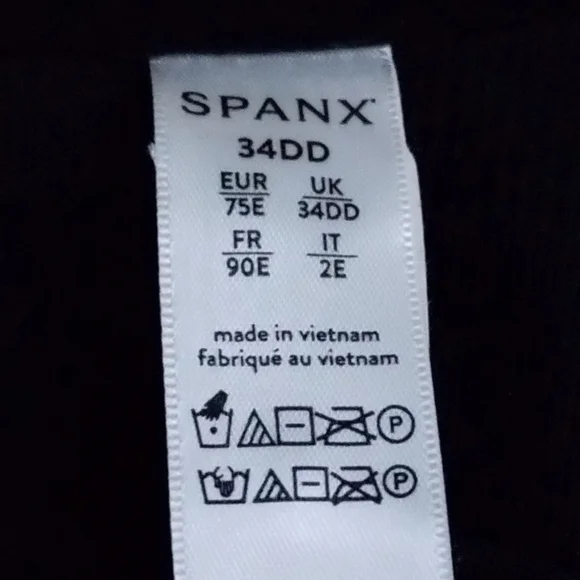 SPANX
34DD
EUR UK
75E 34DD
FR IT
90E 2E
made in vietnam
fabriqué au vietnam
P
P